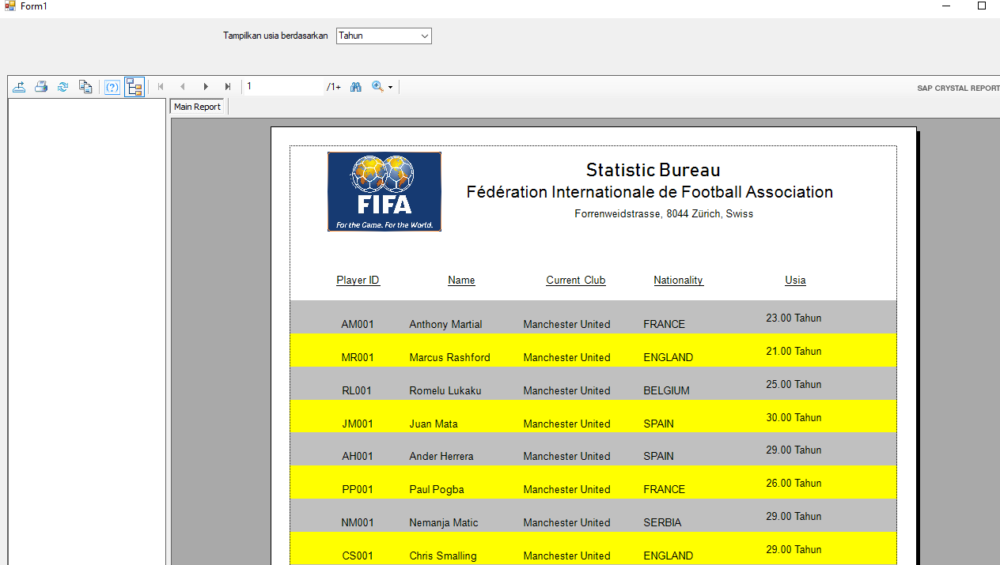 Form1
Tampilkan usia berdasarkan Tahun
1 /1+
SAP CRYSTAL REPORT
Main Report
FIFA
For the Game. For the World.
Statistic Bureau
Fédération Internationale de Football Association
Forrenweidstrasse, 8044 Zürich, Swiss
Player ID Name Current Club Nationality Usia
AM001 Anthony Martial Manchester United FRANCE 23.00 Tahun
MR001 Marcus Rashford Manchester United ENGLAND 21.00 Tahun
RL001 Romelu Lukaku Manchester United BELGIUM 25.00 Tahun
JM001 Juan Mata Manchester United SPAIN 30.00 Tahun
AH001 Ander Herrera Manchester United SPAIN 29.00 Tahun
PP001 Paul Pogba Manchester United FRANCE 26.00 Tahun
NM001 Nemanja Matic Manchester United SERBIA 29.00 Tahun
CS001 Chris Smalling Manchester United ENGLAND 29.00 Tahun